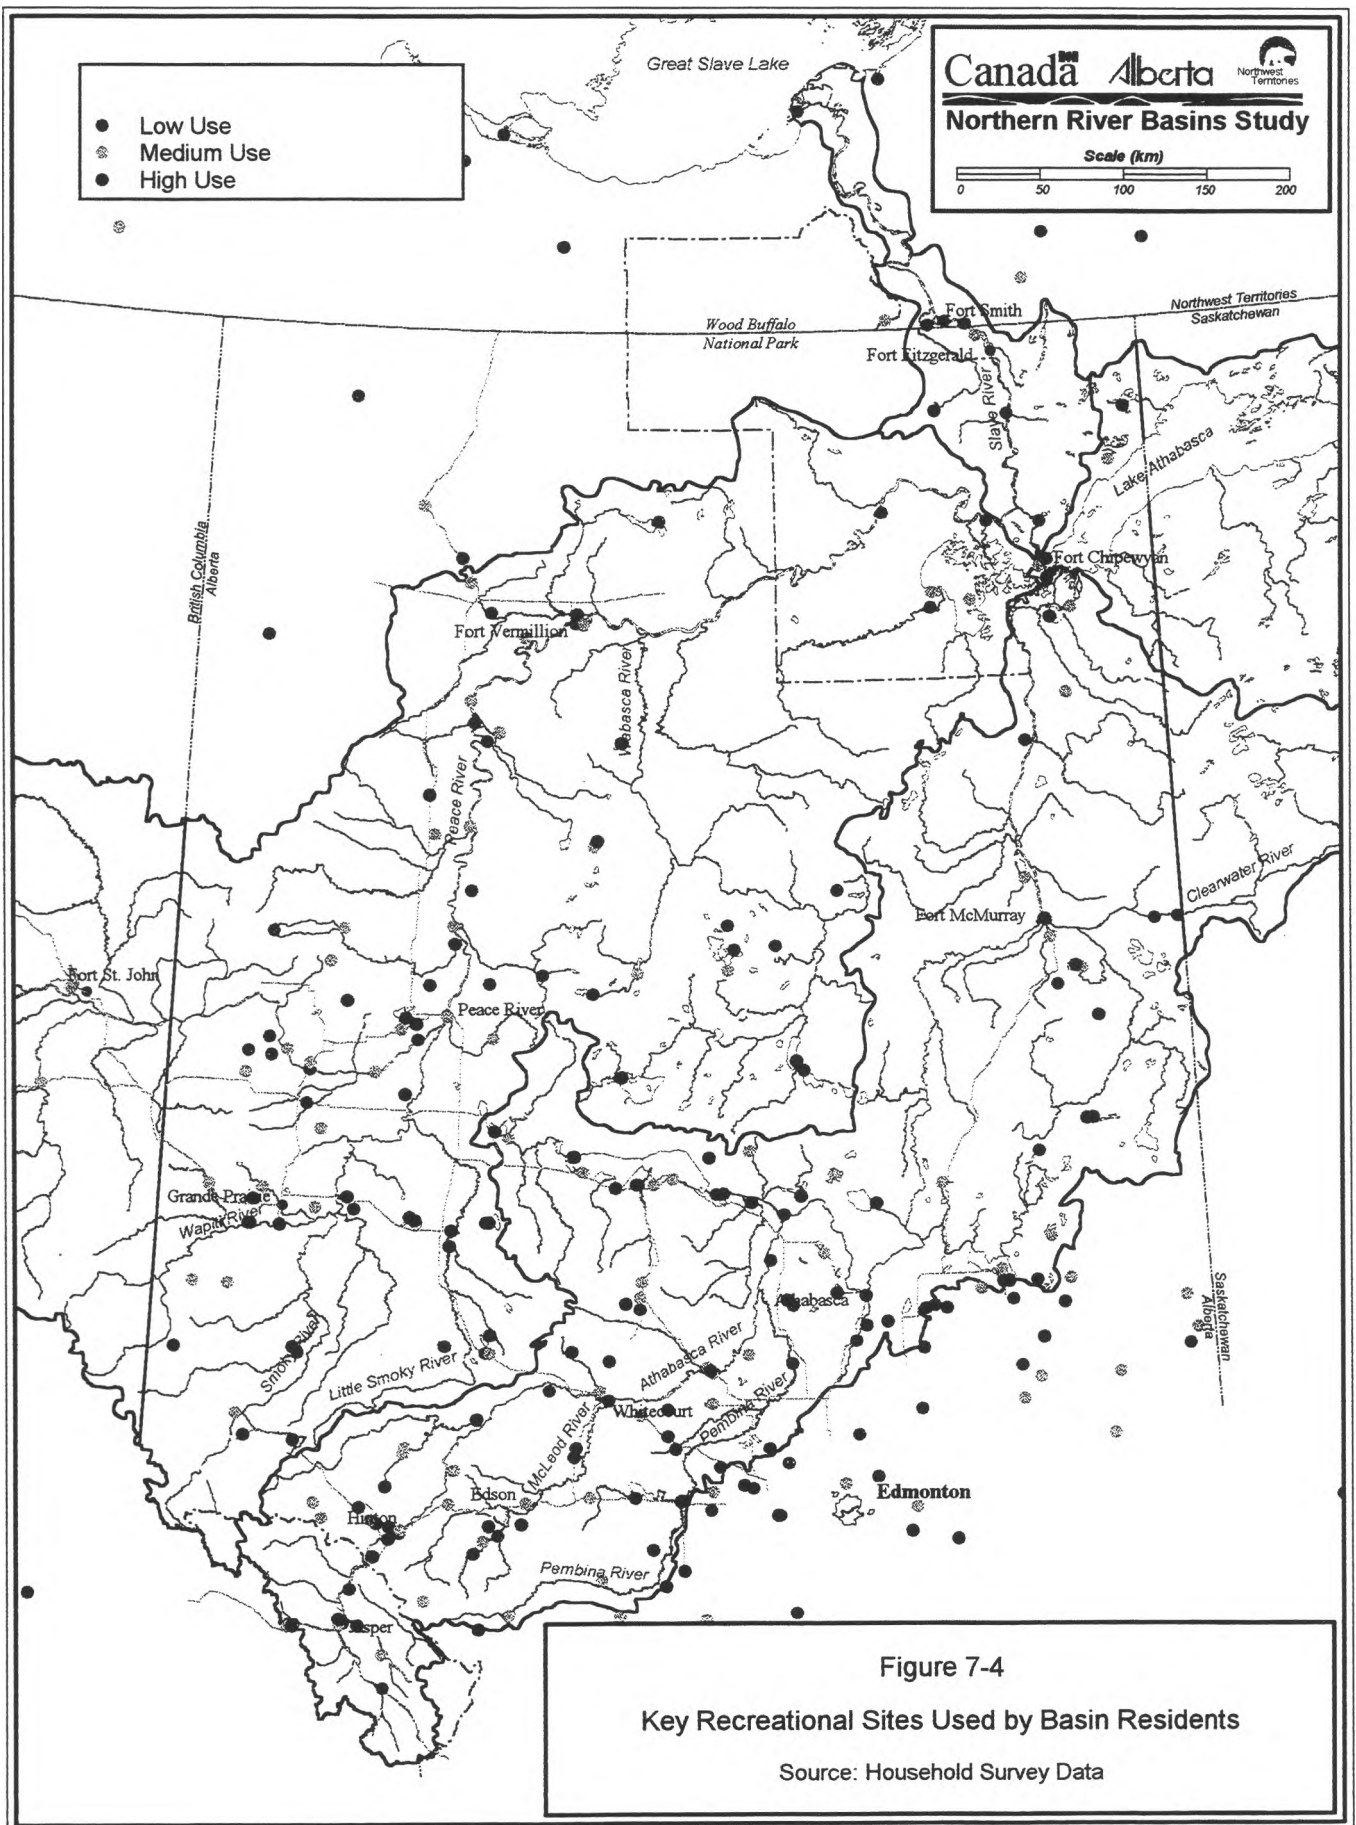 Great Slave Lake
Canada Alberta Northwest
Territories
Northern River Basins Study
Scale (km)
0 50 100 150 200
Low Use
Medium Use
High Use
Northwest Territories
Saskatchewan
Fort Smith
Wood Buffalo
National Park
Fort Fitzgerald
Slave River
Lake Athabasca
British Columbia
Alberta
Fort Chipewyan
Fort Vermillion
Wabasca River
Peace River
Clearwater River
Fort McMurray
Fort St. John
Peace River
Grande Prairie
Wapiti River
Athabasca
Saskatchewan
Alberta
Smoky River
Little Smoky River
Athabasca River
Whitecourt
Pembina River
McLeod River
Edson
Edmonton
Hinton
Pembina River
Jasper
Figure 7-4
Key Recreational Sites Used by Basin Residents
Source: Household Survey Data